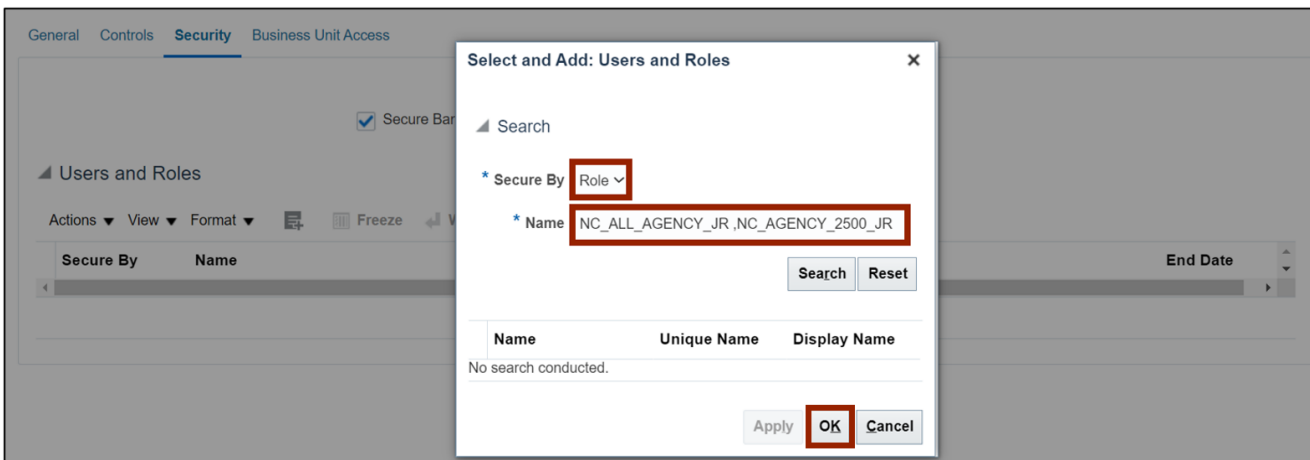 General Controls Security Business Unit Access
Secure Bar
Users and Roles
Actions View Format Freeze W
Secure By Name End Date
Select and Add: Users and Roles
Search
* Secure By Role
* Name NC_ALL_AGENCY_JR ,NC_AGENCY_2500_JR
Search Reset
Name Unique Name Display Name
No search conducted.
Apply OK Cancel